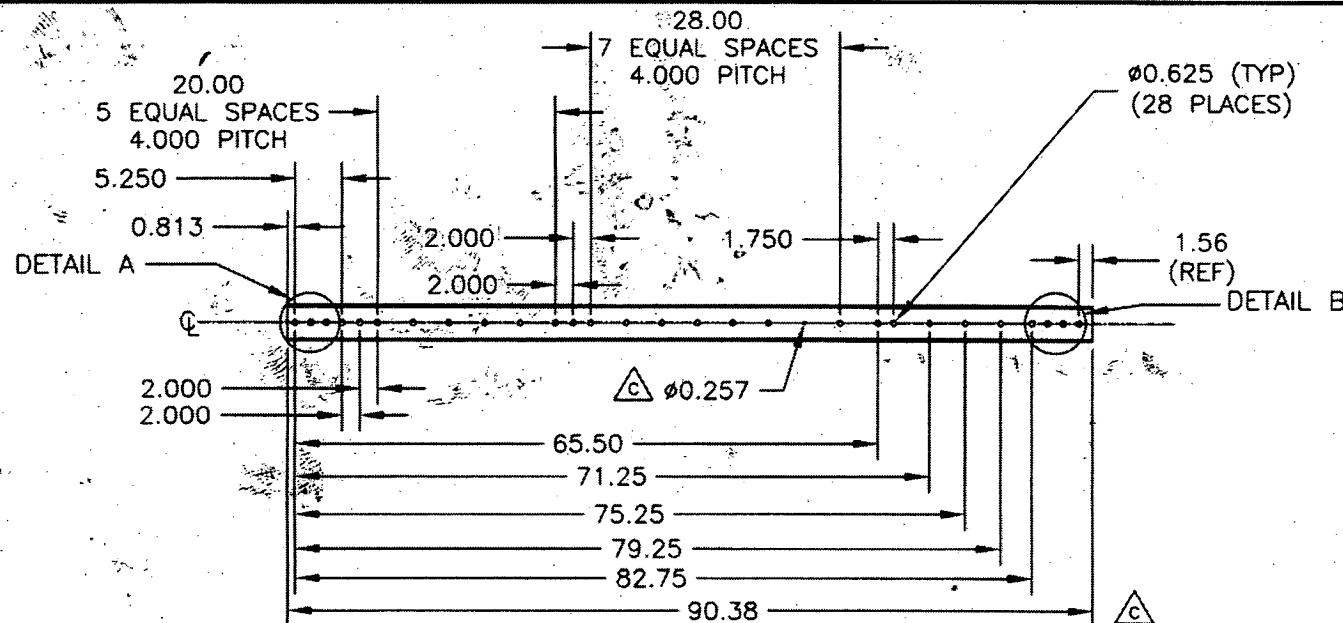 28.00
7 EQUAL SPACES
4.000 PITCH
20.00
5 EQUAL SPACES
4.000 PITCH
ø0.625 (TYP)
(28 PLACES)
5.250
0.813
2.000
1.750
1.56
(REF)
DETAIL A
2.000
DETAIL B
℄
2.000
C ø0.257
2.000
65.50
71.25
75.25
79.25
82.75
90.38
C